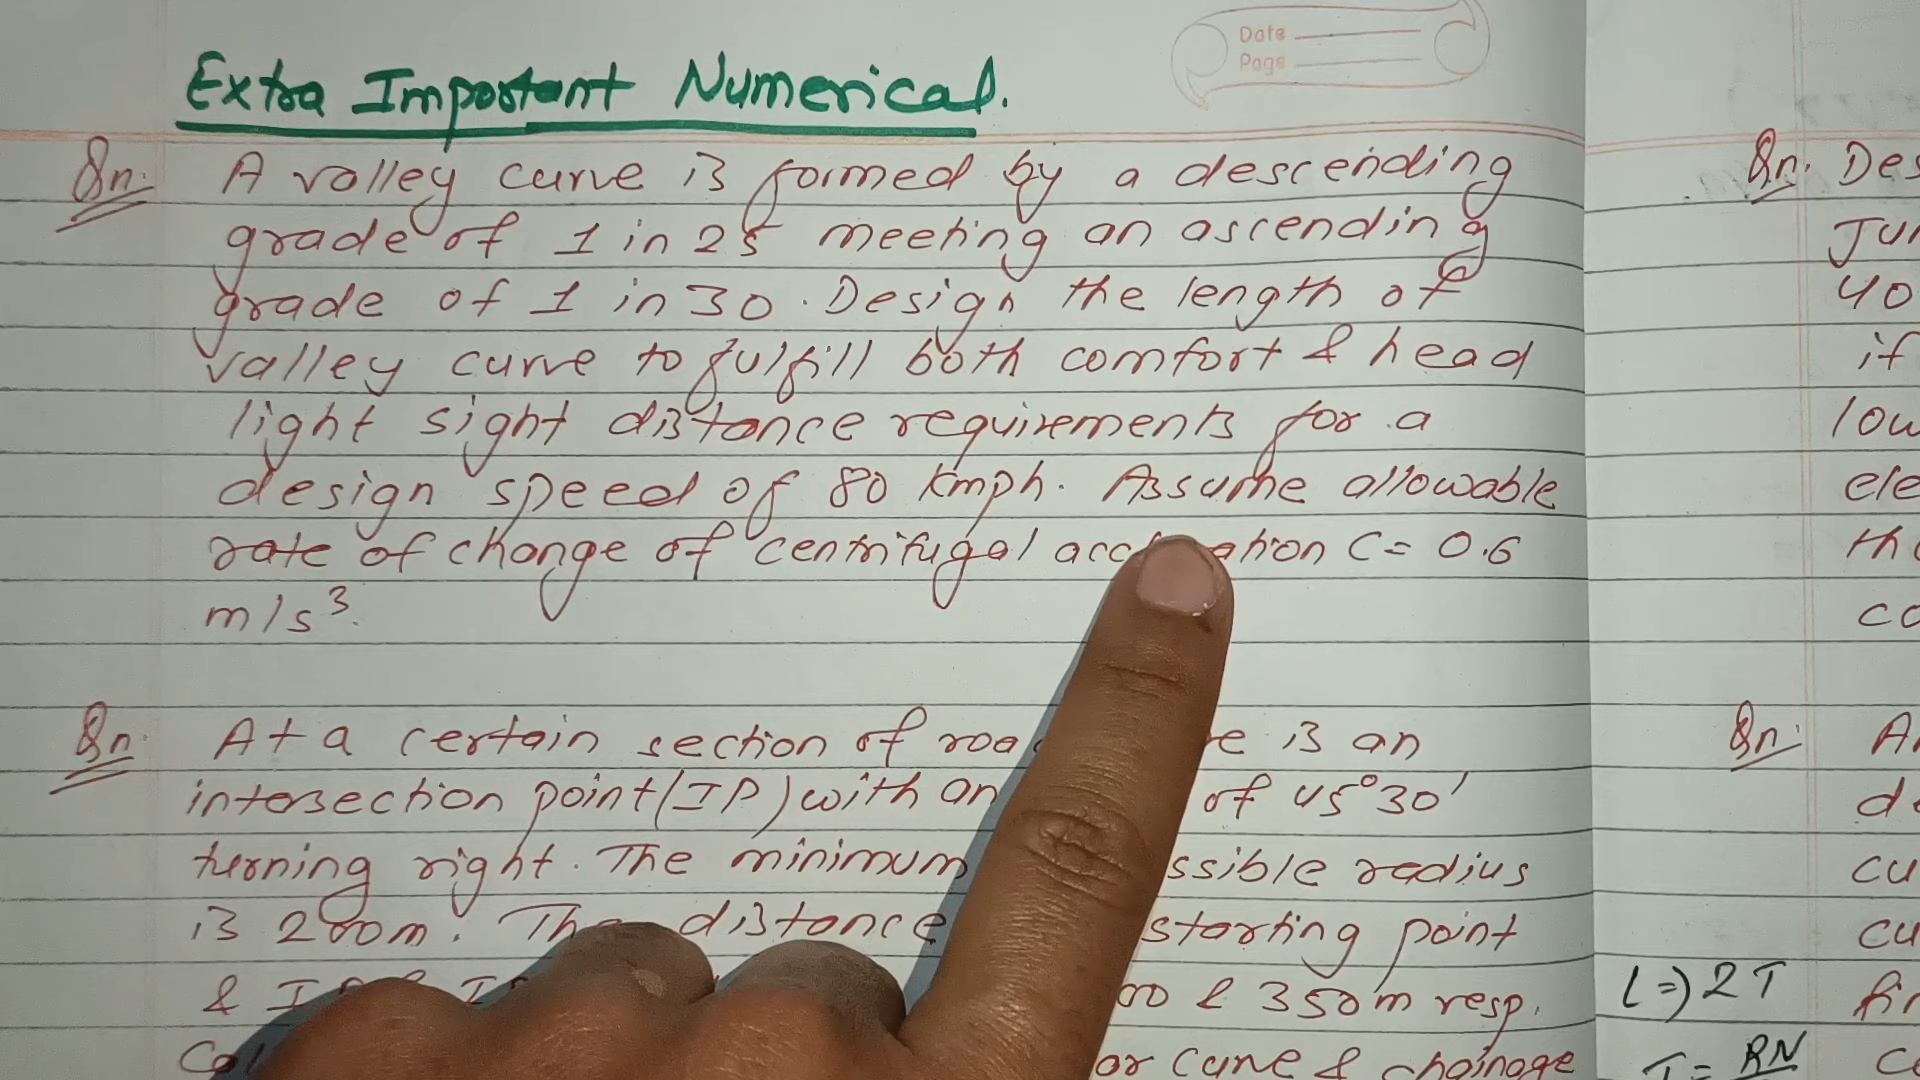 Date
Page
Extra Important Numerical.
Qn. A valley curve is formed by a descending
grade of 1 in 25 meeting an ascending
grade of 1 in 30. Design the length of
valley curve to fulfill both comfort & head
light sight distance requirements for a
design speed of 80 kmph. Assume allowable
rate of change of centrifugal acc ation C = 0.6
m/s³.
Qn. At a certain section of roa e is an
intersection point (IP) with an of 45°30'
turning right. The minimum ssible radius
is 200m. The distance starting point
& 350m resp.
or curve & chainage
Qn. Des
Jun
40
if
low
ele
the
co
Qn. An
de
cu
cu
L => 2T fin
T = RN